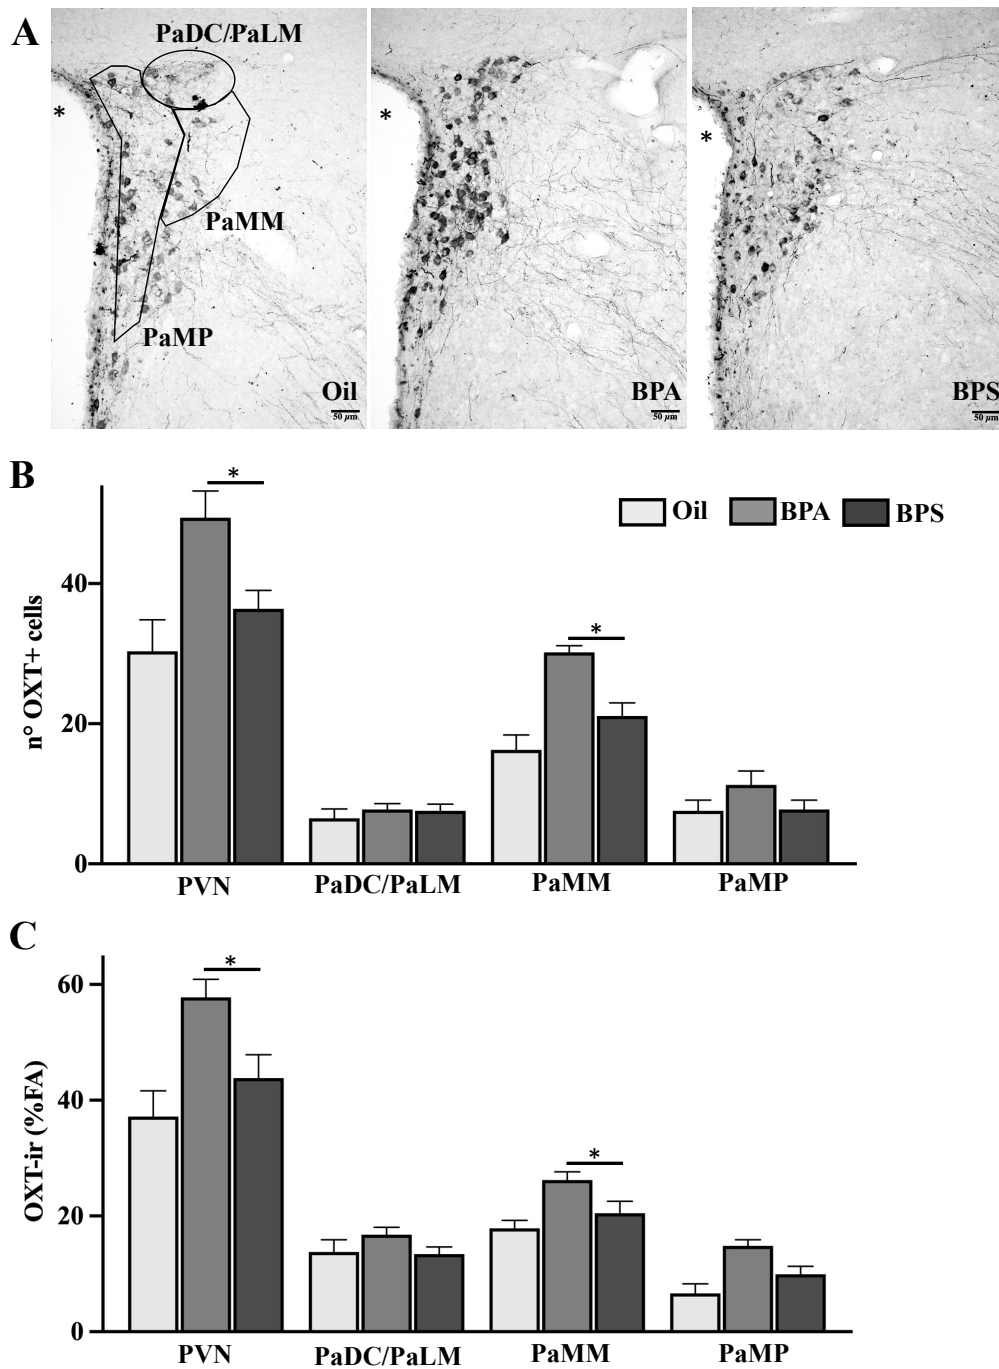 A
PaDC/PaLM
*
*
*
PaMM
PaMP
Oil
50 µm
BPA
50 µm
BPS
50 µm
B
*
Oil
BPA
BPS
40
*
n° OXT+ cells
20
0
PVN
PaDC/PaLM
PaMM
PaMP
C
*
60
OXT-ir (%FA)
40
*
20
0
PVN
PaDC/PaLM
PaMM
PaMP